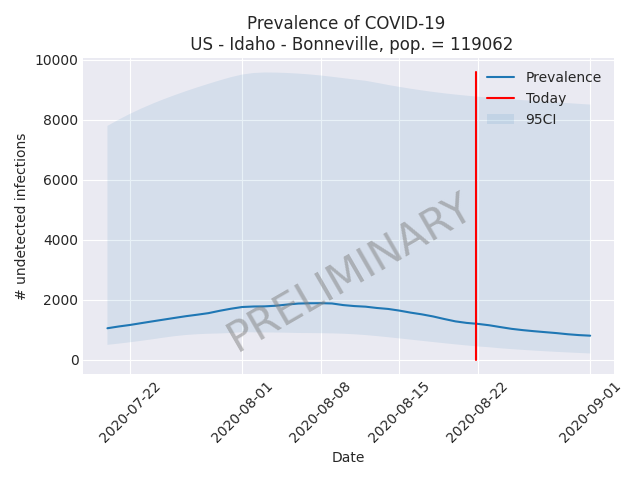 Prevalence of COVID-19
US - Idaho - Bonneville, pop. = 119062
10000
8000
6000
4000
2000
0
# undetected infections
Prevalence
Today
95CI
PRELIMINARY
2020-07-22
2020-08-01
2020-08-08
2020-08-15
2020-08-22
2020-09-01
Date